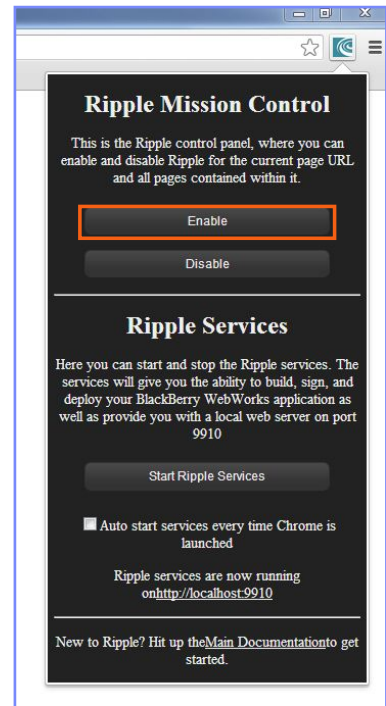 Ripple Mission Control
This is the Ripple control panel, where you can
enable and disable Ripple for the current page URL
and all pages contained within it.
Enable
Disable
Ripple Services
Here you can start and stop the Ripple services. The
services will give you the ability to build, sign, and
deploy your BlackBerry WebWorks application as
well as provide you with a local web server on port
9910
Start Ripple Services
Auto start services every time Chrome is
launched
Ripple services are now running
onhttp://localhost:9910
New to Ripple? Hit up theMain Documentationto get
started.